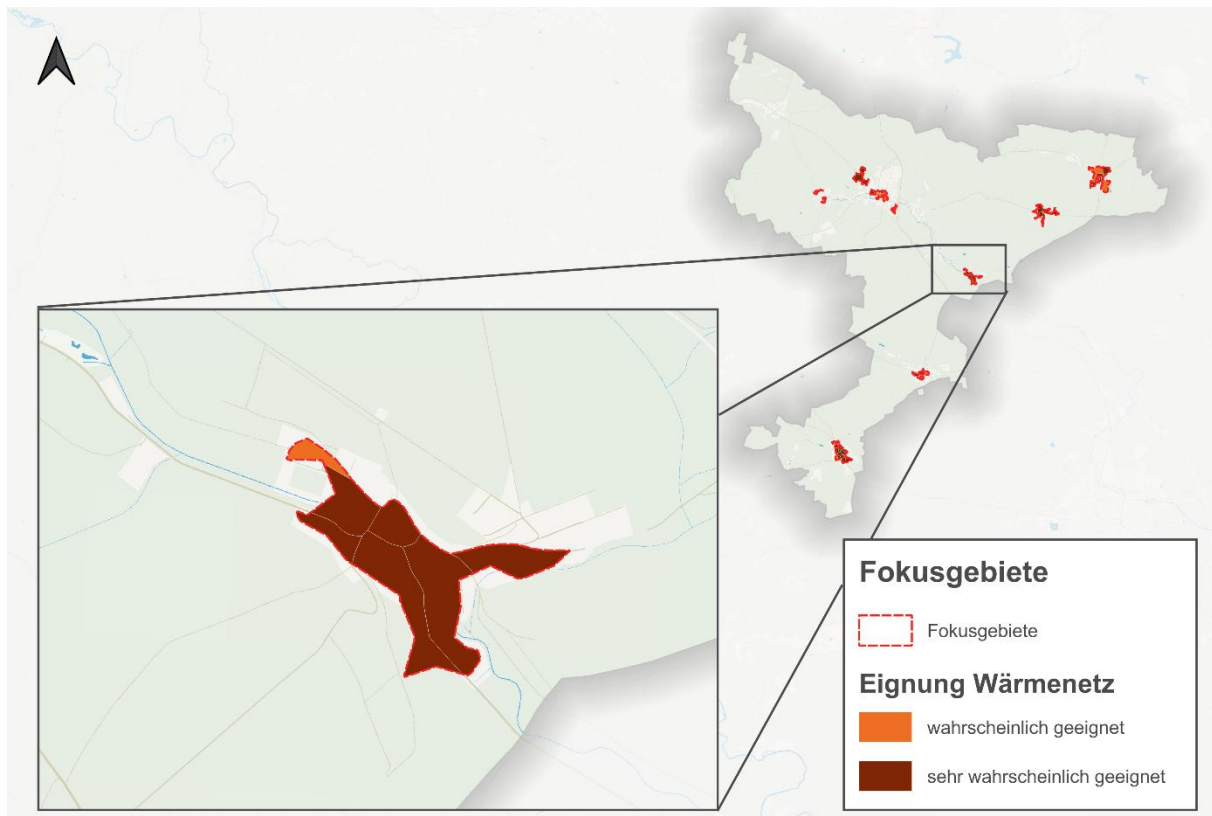 Fokusgebiete
Fokusgebiete
Eignung Wärmenetz
wahrscheinlich geeignet
sehr wahrscheinlich geeignet